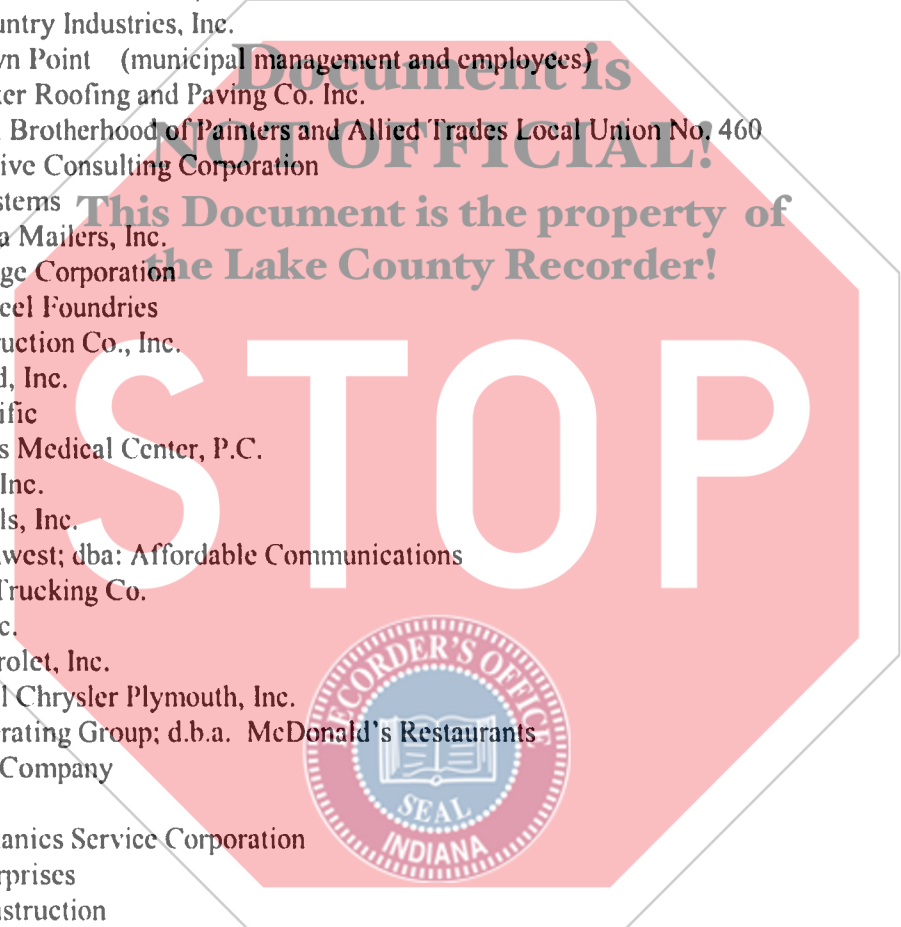 untry Industries, Inc.
vn Point (municipal management and employees)
ker Roofing and Paving Co. Inc.
Brotherhood of Painters and Allied Trades Local Union No. 460
ive Consulting Corporation
stems
a Mailers, Inc.
ge Corporation
cel Foundries
uction Co., Inc.
d, Inc.
ific
s Medical Center, P.C.
Inc.
ls, Inc.
west; dba: Affordable Communications
Trucking Co.
c.
rolet, Inc.
l Chrysler Plymouth, Inc.
rating Group; d.b.a. McDonald's Restaurants
Company
anics Service Corporation
rprises
struction
Document is
NOT OFFICIAL!
This Document is the property of
the Lake County Recorder!
STOP
RECORDER'S OFFICE
SEAL
INDIANA